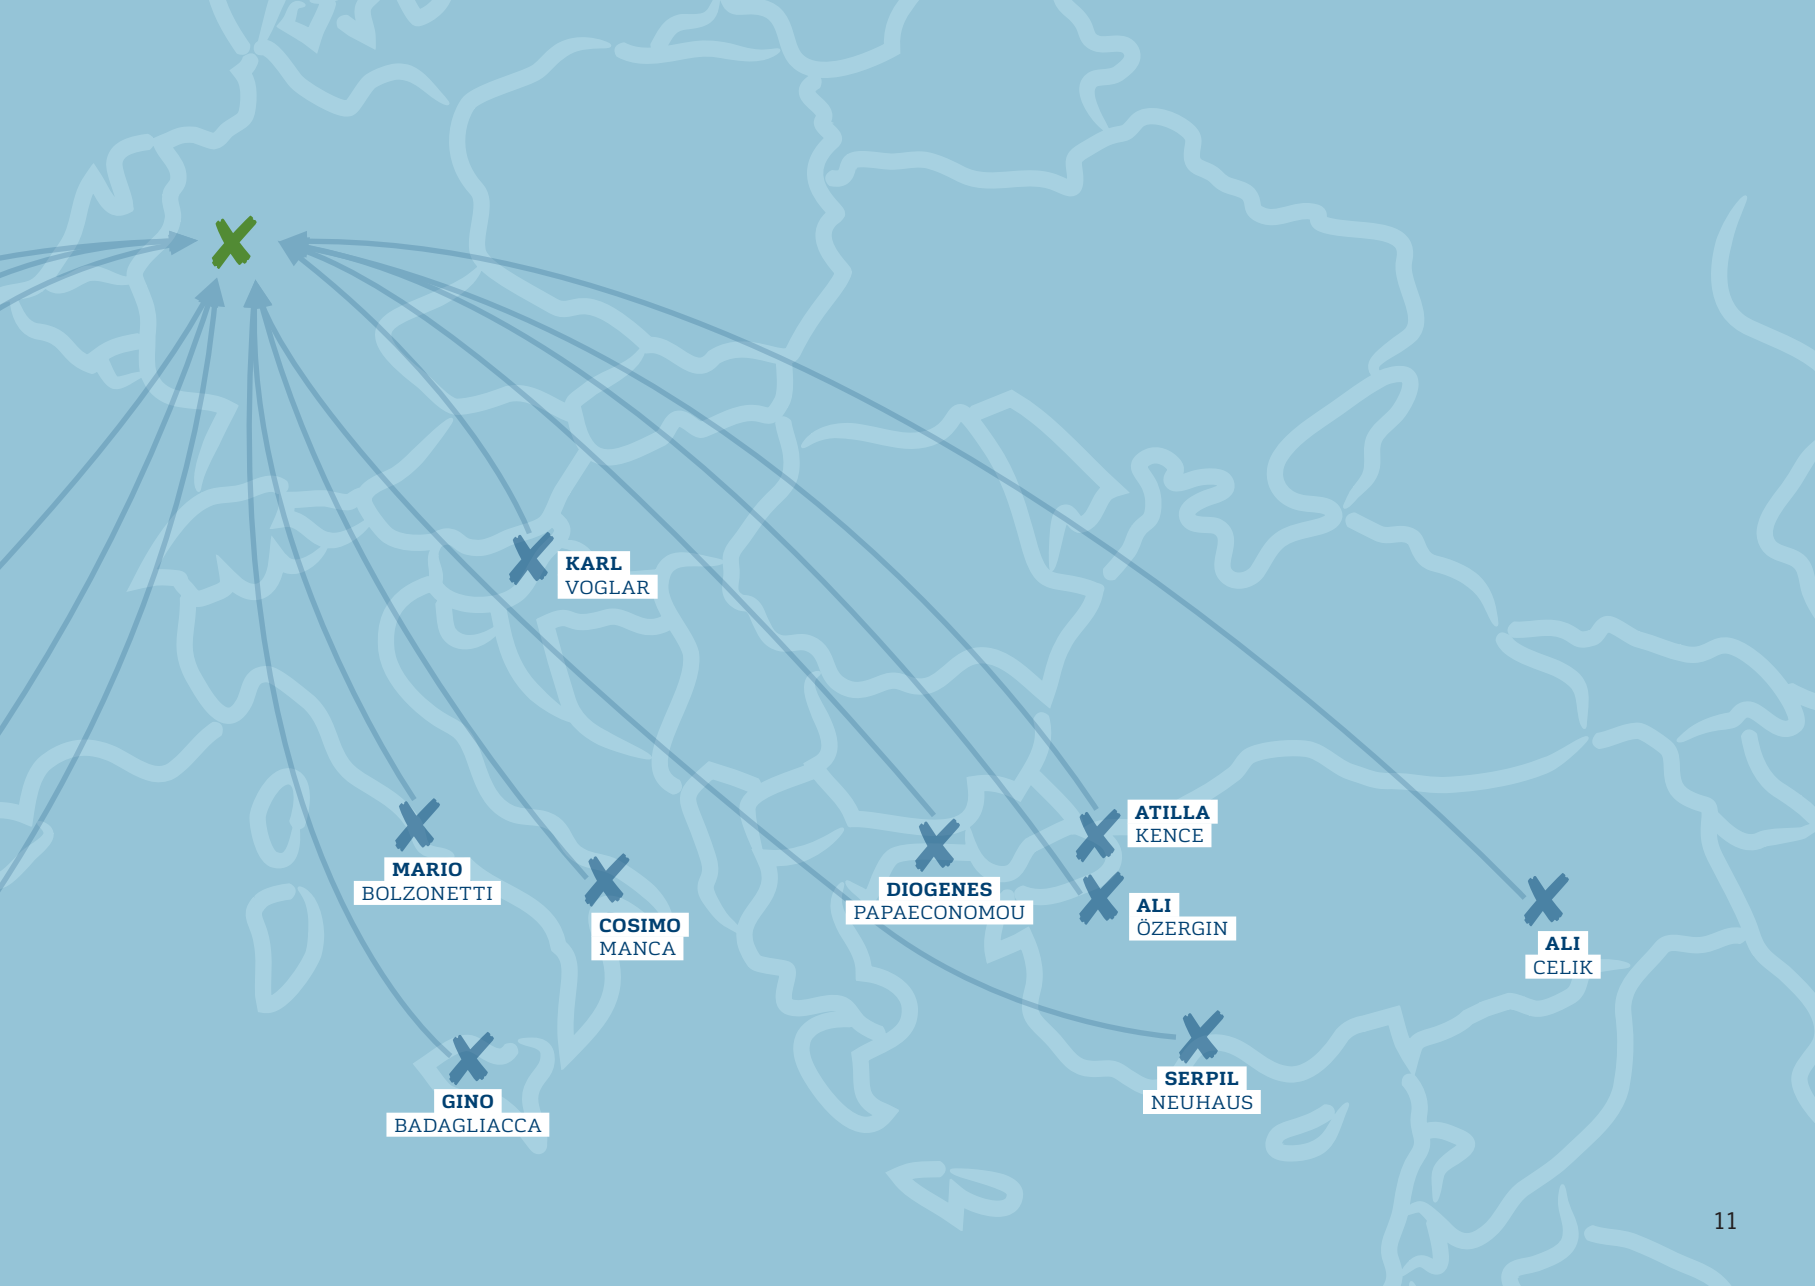 KARL
VOGLAR
ATILLA
KENCE
MARIO
BOLZONETTI
DIOGENES
PAPAECONOMOU
ALI
ÖZERGIN
COSIMO
MANCA
ALI
CELIK
SERPIL
NEUHAUS
GINO
BADAGLIACCA
11